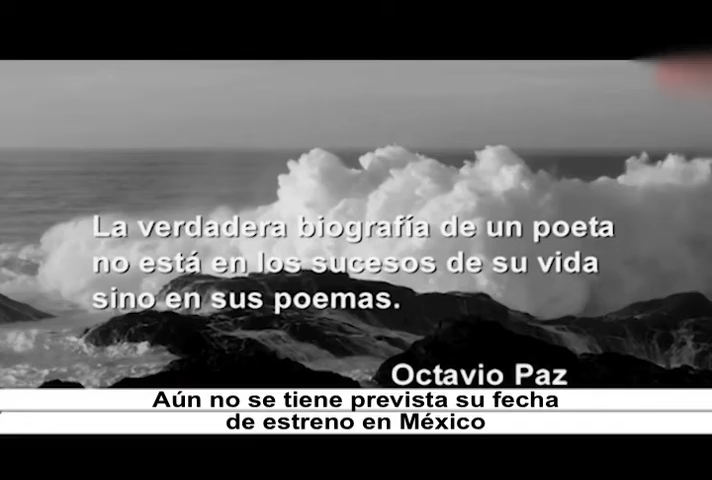 La verdadera biografía de un poeta
no está en los sucesos de su vida
sino en sus poemas.
Octavio Paz
Aún no se tiene prevista su fecha
de estreno en México